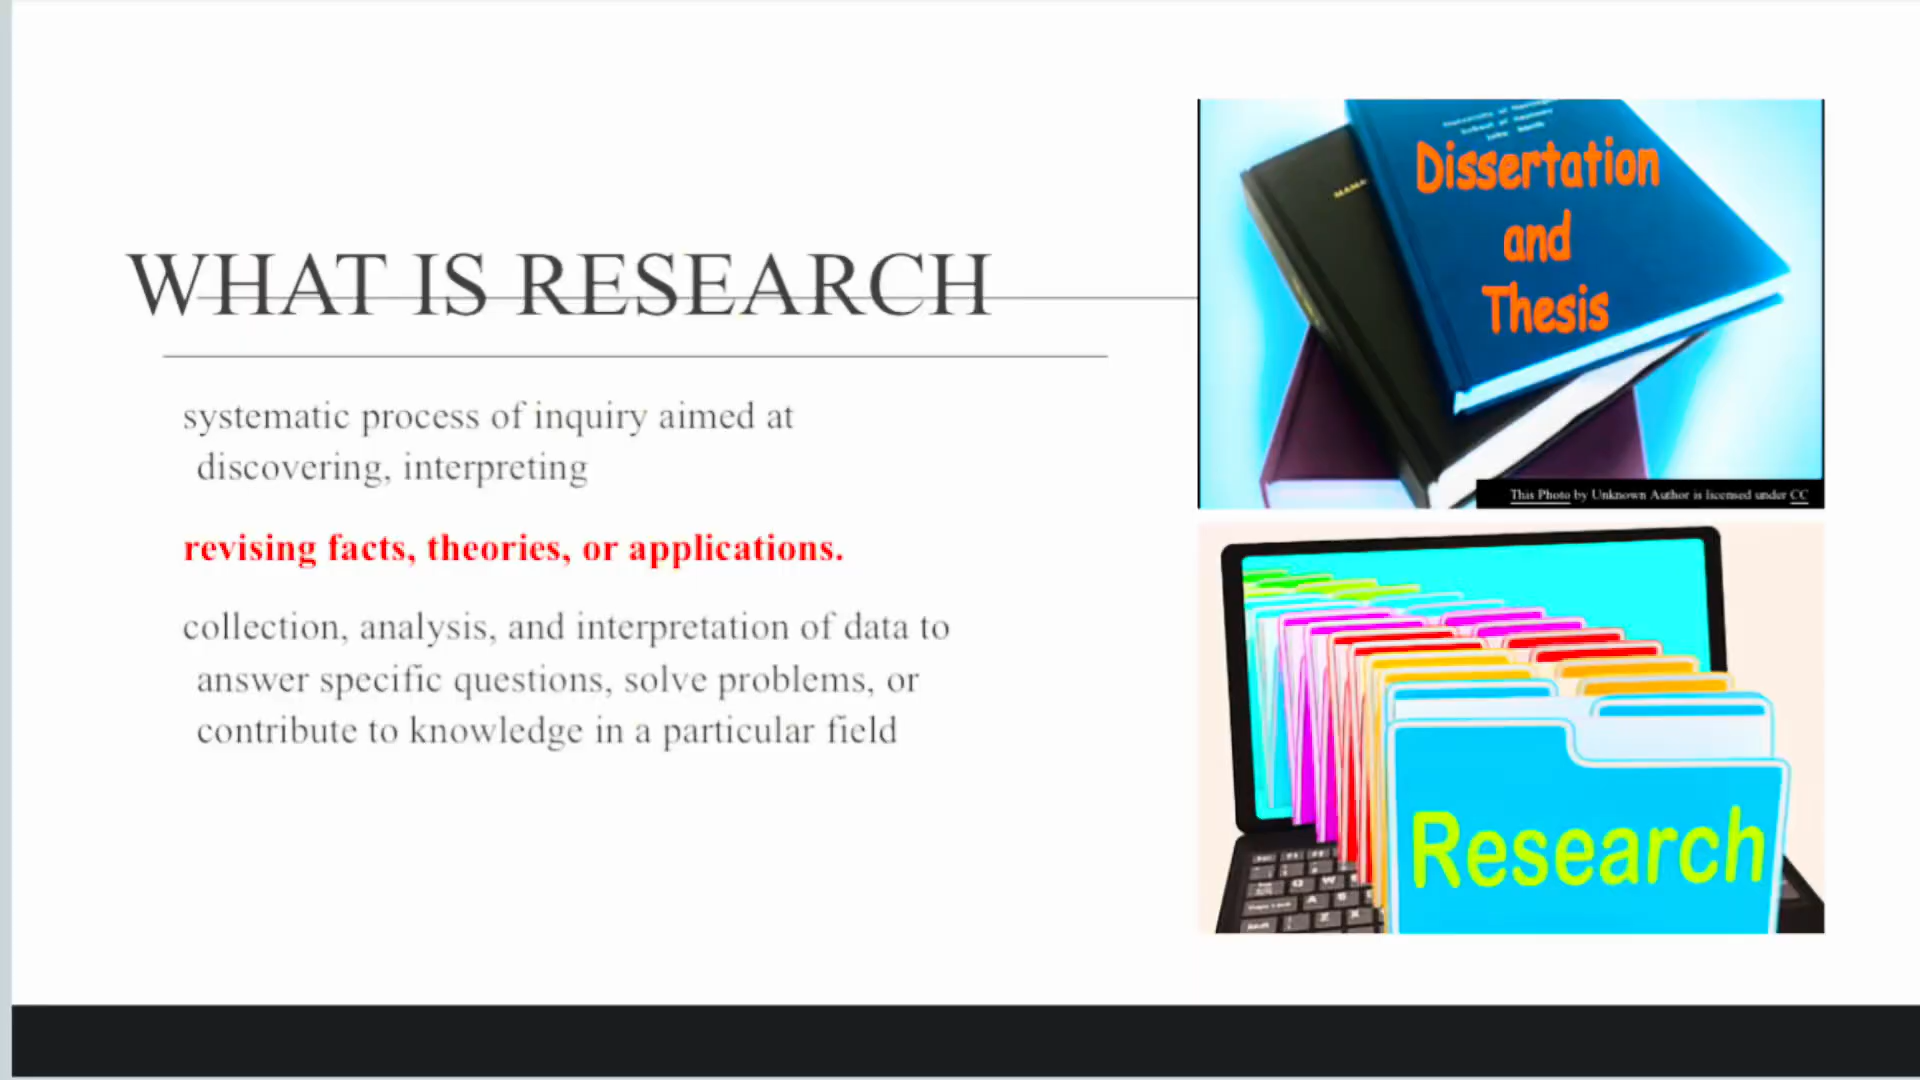 WHAT IS RESEARCH
systematic process of inquiry aimed at
discovering, interpreting
revising facts, theories, or applications.
collection, analysis, and interpretation of data to
answer specific questions, solve problems, or
contribute to knowledge in a particular field
School of
Dissertation
and
Thesis
This Photo by Unknown Author is licensed under CC
Research